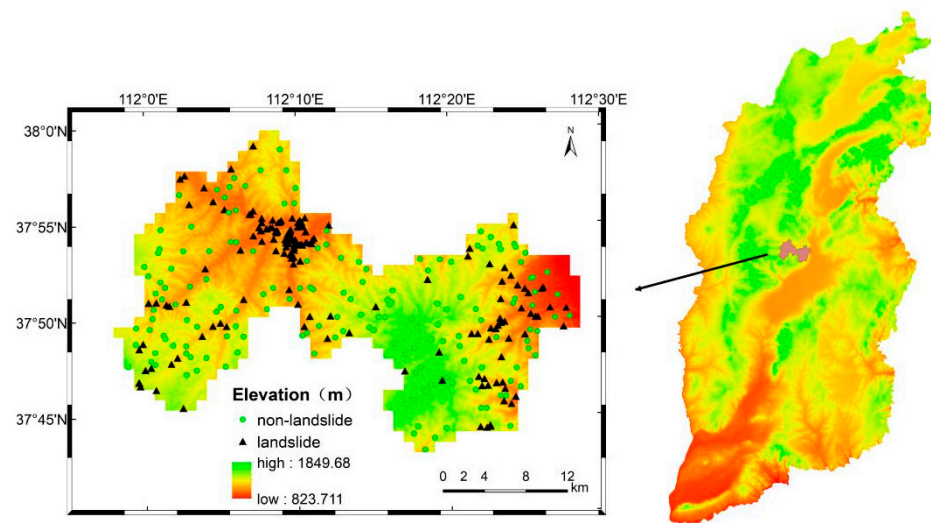 112°0'E 112°10'E 112°20'E 112°30'E
38°0'N
N
37°55'N
37°50'N
37°45'N
Elevation（m）
non-landslide
landslide
high : 1849.68
low : 823.711
0 2 4 8 12
km